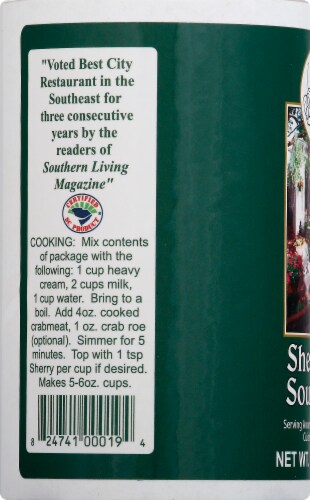 "Voted Best City
Restaurant in the
Southeast for
three consecutive
years by the
readers of
Southern Living
Magazine"
CERTIFIED
SC PRODUCT
COOKING: Mix contents
of package with the
following: 1 cup heavy
cream, 2 cups milk,
1 cup water. Bring to a
boil. Add 4oz. cooked
crabmeat, 1 oz. crab roe
(optional). Simmer for 5
minutes. Top with 1 tsp
Sherry per cup if desired.
Makes 5-6oz. cups.
8 24741 00019 4
She
Sou
Serving
NET WT.